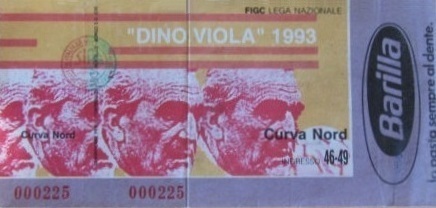 FIGC LEGA NAZIONALE
"DINO VIOLA" 1993
Curva Nord
Curva Nord
INGRESSO 46-49
000225
000225
Barilla
la pasta sempre al dente.